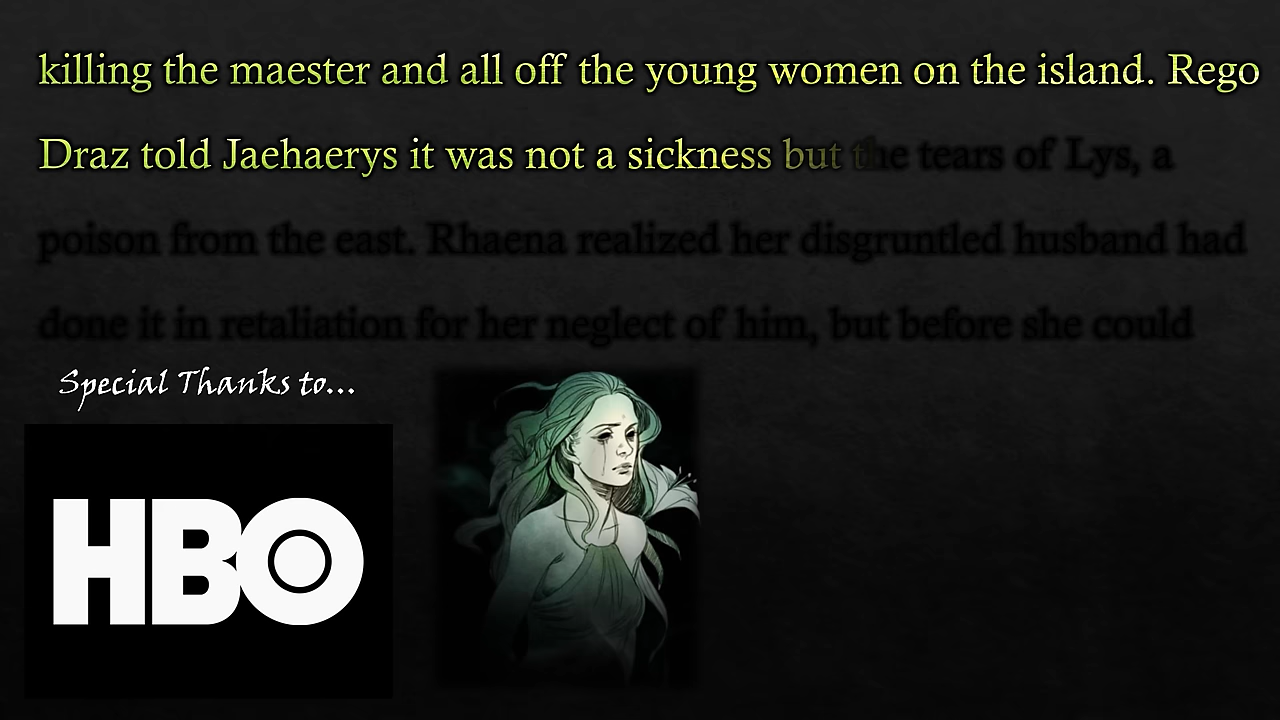 killing the maester and all off the young women on the island. Rego
Draz told Jaehaerys it was not a sickness but the tears of Lys, a
poison from the east. Rhaena realized her disgruntled husband had
done it in retaliation for her neglect of him, but before she could
Special Thanks to...
HBO